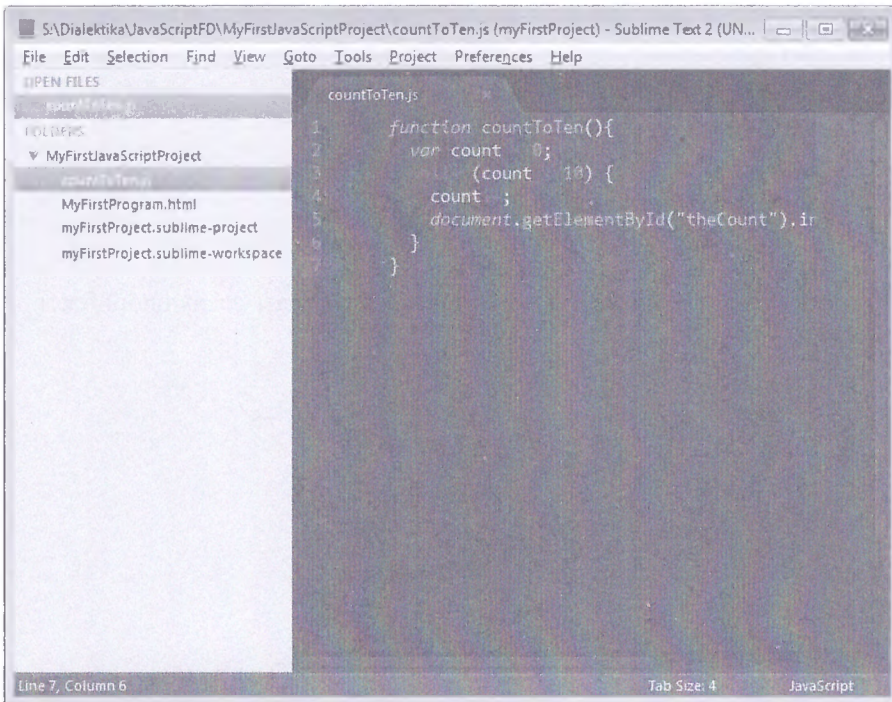 S:\Dialektika\JavaScriptFD\MyFirstJavaScriptProject\countToTen.js (myFirstProject) - Sublime Text 2 (UN...
File Edit Selection Find View Goto Tools Project Preferences Help
OPEN FILES
countToTen.js
FOLDERS
MyFirstJavaScriptProject
countToTen.js
MyFirstProgram.html
myFirstProject.sublime-project
myFirstProject.sublime-workspace
countToTen.js
1 function countToTen(){
2 var count 0;
3 (count 10) {
4 count ;
5 document.getElementById("theCount").in
6 }
7 }
Line 7, Column 6
Tab Size: 4
JavaScript